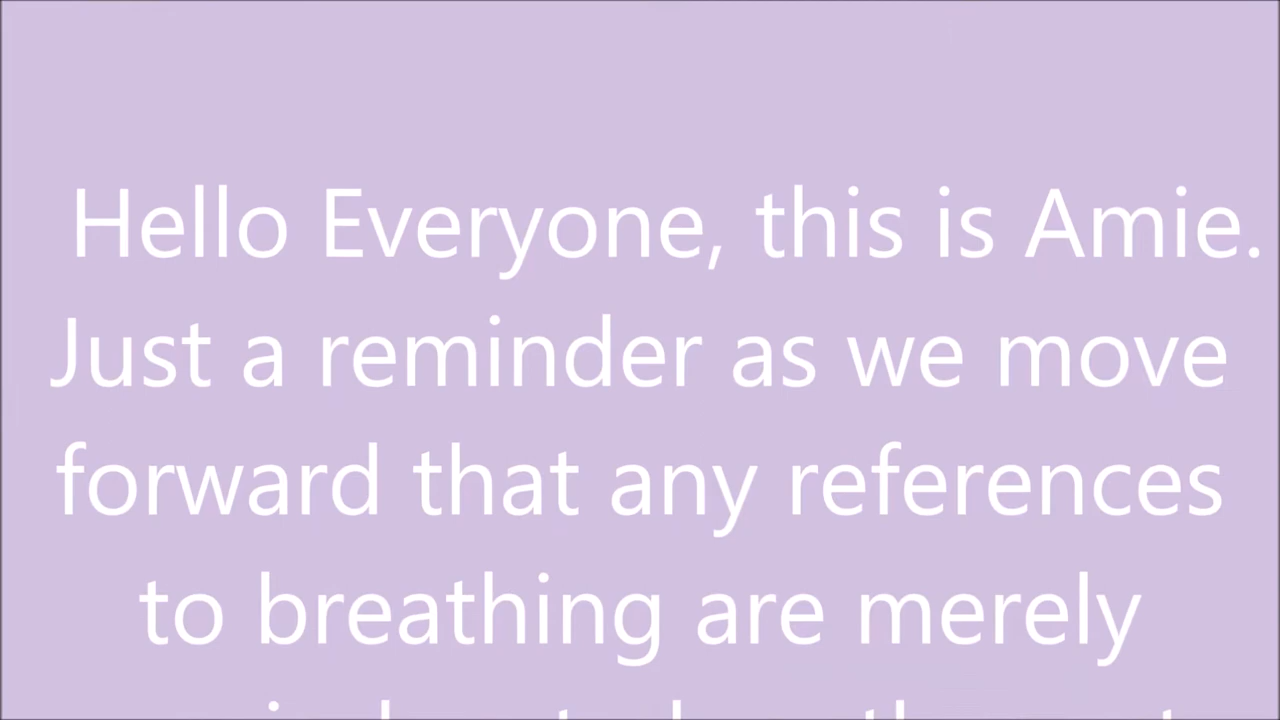 Hello Everyone, this is Amie.
Just a reminder as we move
forward that any references
to breathing are merely